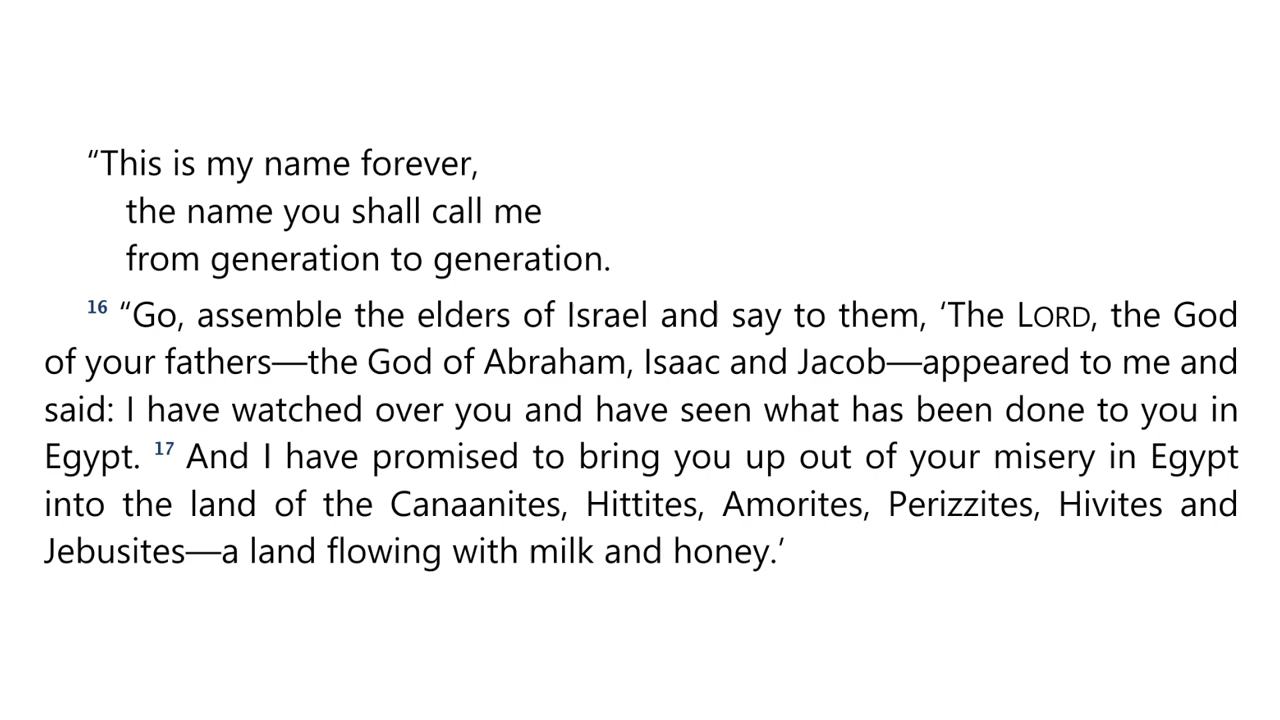 “This is my name forever,
the name you shall call me
from generation to generation.
16 “Go, assemble the elders of Israel and say to them, ‘The LORD, the God
of your fathers—the God of Abraham, Isaac and Jacob—appeared to me and
said: I have watched over you and have seen what has been done to you in
Egypt. 17 And I have promised to bring you up out of your misery in Egypt
into the land of the Canaanites, Hittites, Amorites, Perizzites, Hivites and
Jebusites—a land flowing with milk and honey.’